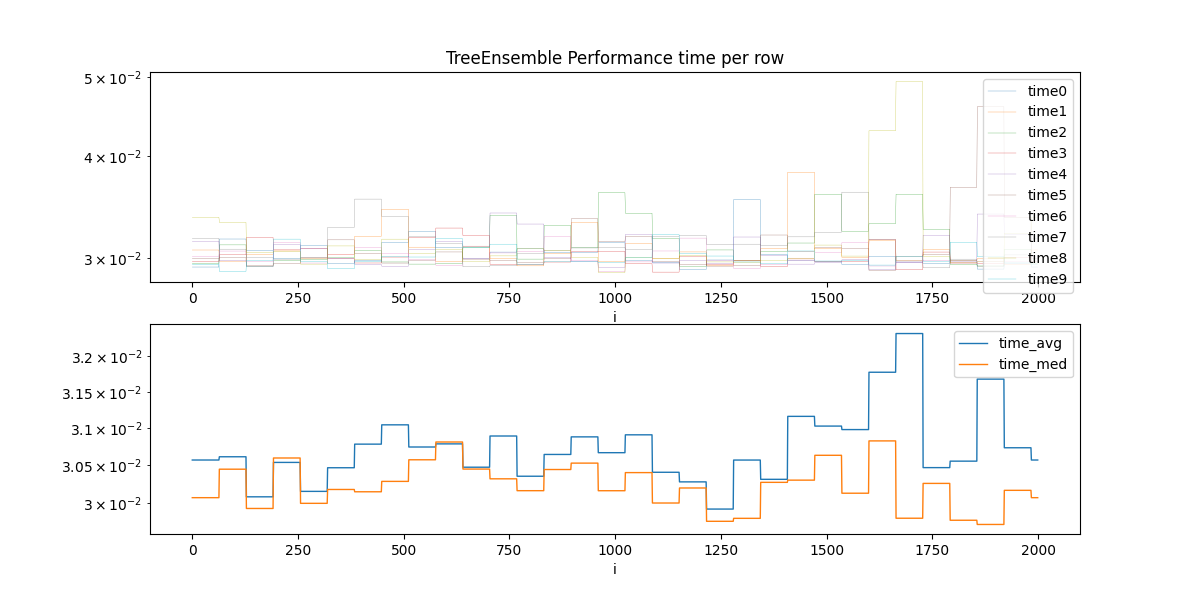 TreeEnsemble Performance time per row
5 × 10⁻²
4 × 10⁻²
3 × 10⁻²
time0
time1
time2
time3
time4
time5
time6
time7
time8
time9
0 250 500 750 1000 1250 1500 1750 2000
i
3.2 × 10⁻²
3.15 × 10⁻²
3.1 × 10⁻²
3.05 × 10⁻²
3 × 10⁻²
time_avg
time_med
0 250 500 750 1000 1250 1500 1750 2000
i